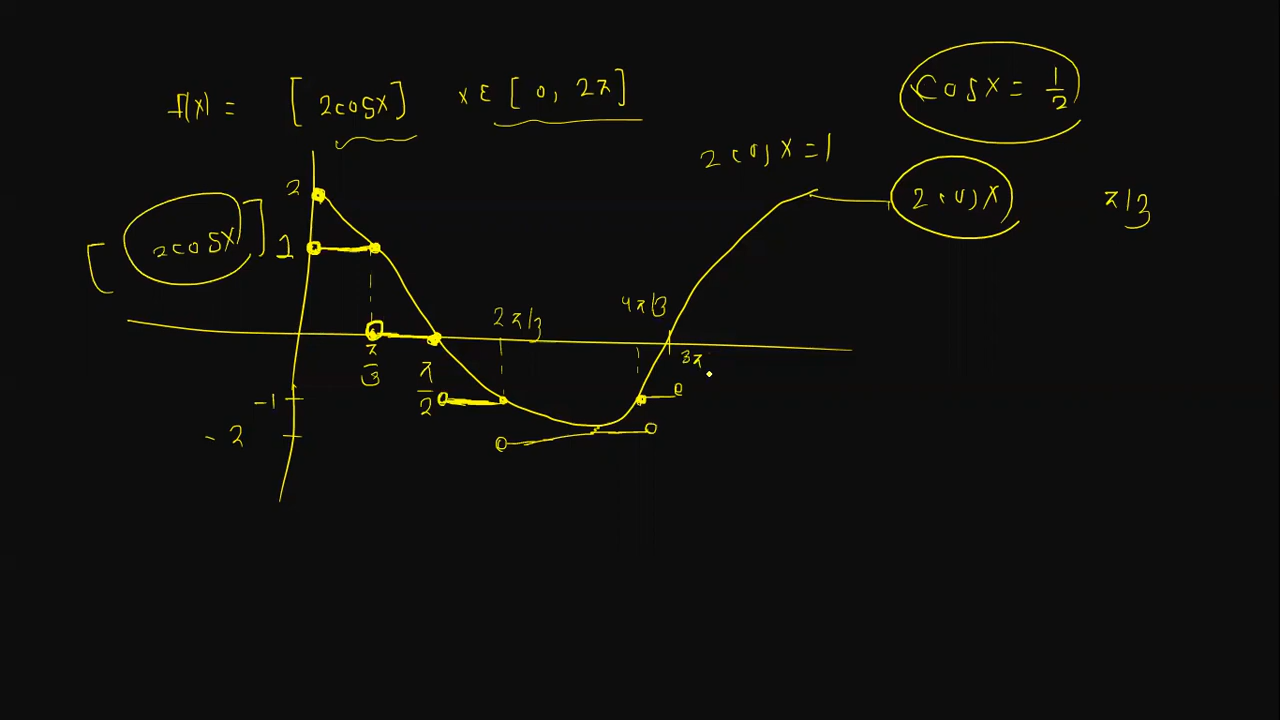 f(x) = [2cosx] x ε [0, 2π]
cosx = 1/2
2cosx = 1
2cosx
π/3
2
[2cosx] 1
4π/3
2π/3
π/3
π/2
3π
-1
-2